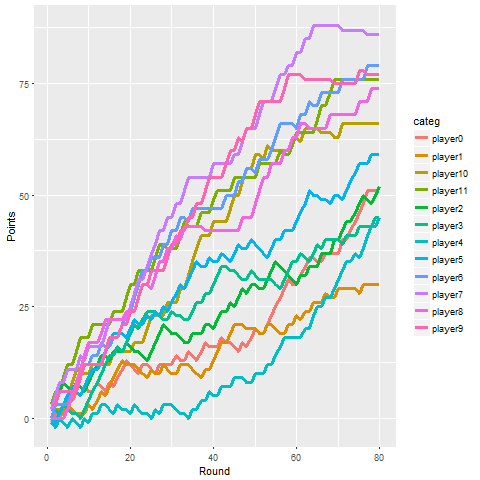 75
50
25
0
Points
0
20
40
60
80
Round
categ
player0
player1
player10
player11
player2
player3
player4
player5
player6
player7
player8
player9